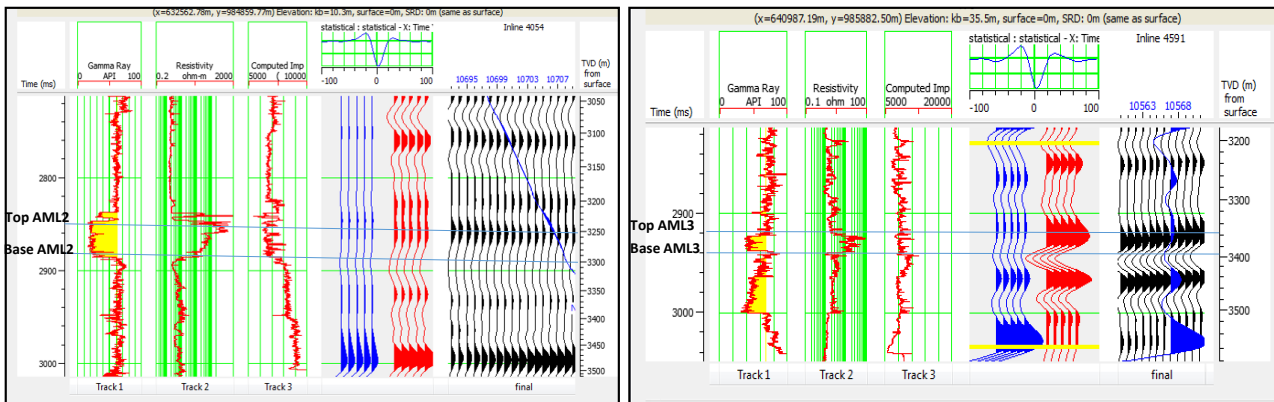 (x=632562.78m, y=984859.77m) Elevation: kb=10.3m, surface=0m, SRD: 0m (same as surface)
statistical : statistical - X: Time
Inline 4054
Gamma Ray
Resistivity
Computed Imp
API
0.2 ohm-m 2000
5000 10000
0 100
-100 0 100
10695 10699 10703 10707
Time (ms)
TVD (m)
from
surface
3050
3100
3150
2800
3200
Top AML2
3250
Base AML2
2900
3300
3350
3400
3450
3000
3500
Track 1
Track 2
Track 3
final
(x=640987.19m, y=985882.50m) Elevation: kb=35.5m, surface=0m, SRD: 0m (same as surface)
statistical : statistical - X: Time
Inline 4591
Gamma Ray
Resistivity
Computed Imp
0 API 100
0.1 ohm 100
5000 20000
-100 0 100
10563 10568
Time (ms)
TVD (m)
from
surface
3200
3300
2900
Top AML3
Base AML3
3400
3000
3500
Track 1
Track 2
Track 3
final